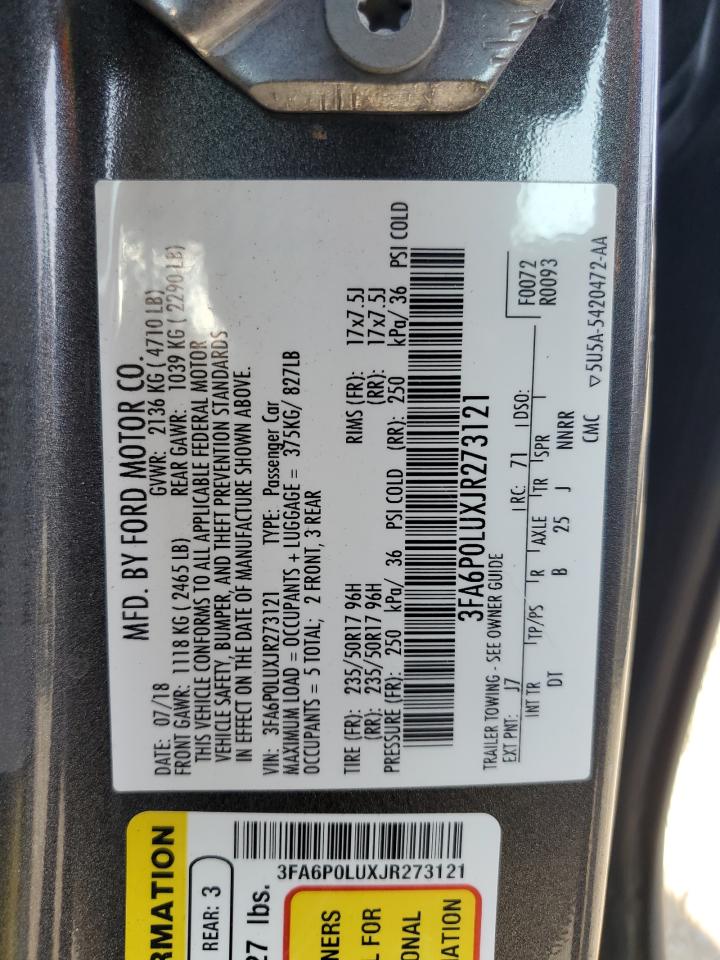 MFD. BY FORD MOTOR CO.
DATE: 07/18 GVWR: 2136 KG ( 4710 LB)
FRONT GAWR: 1118 KG ( 2465 LB) REAR GAWR: 1039 KG ( 2290 LB)
THIS VEHICLE CONFORMS TO ALL APPLICABLE FEDERAL MOTOR
VEHICLE SAFETY, BUMPER, AND THEFT PREVENTION STANDARDS
IN EFFECT ON THE DATE OF MANUFACTURE SHOWN ABOVE.
VIN: 3FA6P0LUXJR273121 TYPE: Passenger Car
MAXIMUM LOAD = OCCUPANTS + LUGGAGE = 375KG/ 827LB
OCCUPANTS = 5 TOTAL; 2 FRONT, 3 REAR
TIRE (FR): 235/50R17 96H RIMS (FR): 17x7.5J
(RR): 235/50R17 96H (RR): 17x7.5J
PRESSURE (FR): 250 kPa/ 36 PSI COLD (RR): 250 kPa/ 36 PSI COLD
3FA6P0LUXJR273121
TRAILER TOWING - SEE OWNER GUIDE
F0072
R0093
EXT PNT: J7 RC: 71 DSO:
INT TR TP/PS R AXLE TR SPR
DT B 25 J NNRR
CMC ▽5U5A-5420472-AA
RMATION
REAR: 3
27 lbs.
3FA6P0LUXJR273121
NERS
L FOR
ONAL
ATION